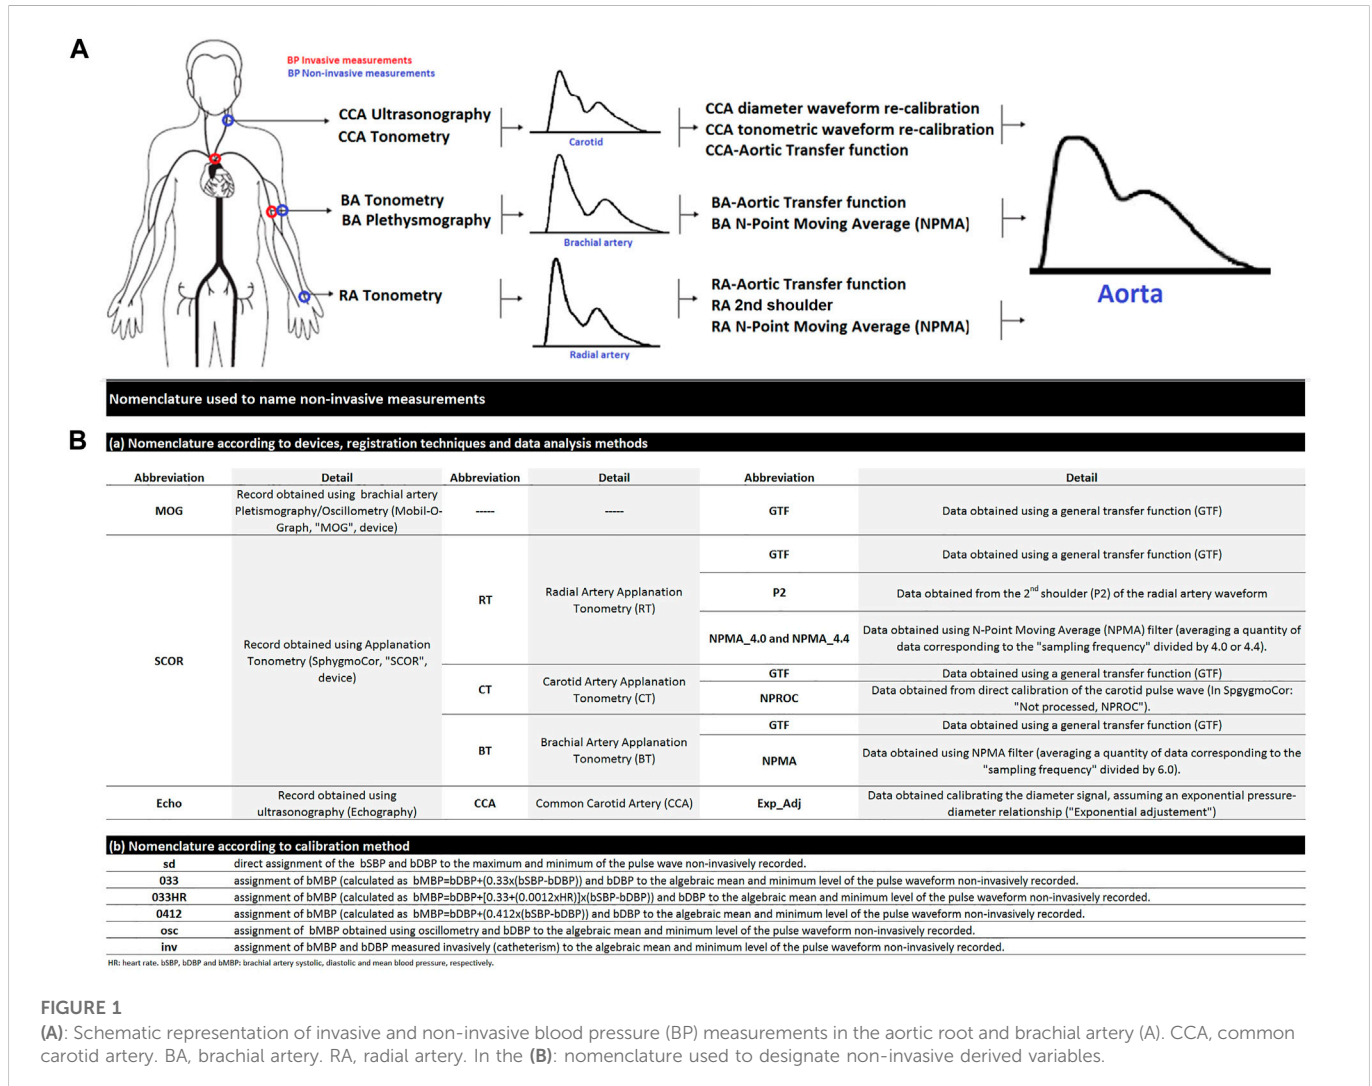 A
BP Invasive measurements
BP Non-invasive measurements
CCA Ultrasonography
CCA Tonometry
Carotid
CCA diameter waveform re-calibration
CCA tonometric waveform re-calibration
CCA-Aortic Transfer function
BA Tonometry
BA Plethysmography
Brachial artery
BA-Aortic Transfer function
BA N-Point Moving Average (NPMA)
RA Tonometry
Radial artery
RA-Aortic Transfer function
RA 2nd shoulder
RA N-Point Moving Average (NPMA)
Aorta
Nomenclature used to name non-invasive measurements
B
(a) Nomenclature according to devices, registration techniques and data analysis methods
Abbreviation Detail Abbreviation Detail Abbreviation Detail
MOG
Record obtained using brachial artery
Pletismography/Oscillometry (Mobil-O-
Graph, "MOG", device)
-----
-----
GTF
Data obtained using a general transfer function (GTF)
SCOR
Record obtained using Applanation
Tonometry (SphygmoCor, "SCOR",
device)
RT
Radial Artery Applanation
Tonometry (RT)
GTF
Data obtained using a general transfer function (GTF)
P2
Data obtained from the 2nd shoulder (P2) of the radial artery waveform
NPMA_4.0 and NPMA_4.4
Data obtained using N-Point Moving Average (NPMA) filter (averaging a quantity of
data corresponding to the "sampling frequency" divided by 4.0 or 4.4).
CT
Carotid Artery Applanation
Tonometry (CT)
GTF
Data obtained using a general transfer function (GTF)
NPROC
Data obtained from direct calibration of the carotid pulse wave (In SpgygmoCor:
"Not processed, NPROC").
BT
Brachial Artery Applanation
Tonometry (BT)
GTF
Data obtained using a general transfer function (GTF)
NPMA
Data obtained using NPMA filter (averaging a quantity of data corresponding to the
"sampling frequency" divided by 6.0).
Echo
Record obtained using
ultrasonography (Echography)
CCA
Common Carotid Artery (CCA)
Exp_Adj
Data obtained calibrating the diameter signal, assuming an exponential pressure-
diameter relationship ("Exponential adjustement")
(b) Nomenclature according to calibration method
sd direct assignment of the bSBP and bDBP to the maximum and minimum of the pulse wave non-invasively recorded.
033 assignment of bMBP (calculated as bMBP=bDBP+(0.33x(bSBP-bDBP)) and bDBP to the algebraic mean and minimum level of the pulse waveform non-invasively recorded.
033HR assignment of bMBP (calculated as bMBP=bDBP+[0.33+(0.0012xHR)]x(bSBP-bDBP)) and bDBP to the algebraic mean and minimum level of the pulse waveform non-invasively recorded.
0412 assignment of bMBP (calculated as bMBP=bDBP+(0.412x(bSBP-bDBP)) and bDBP to the algebraic mean and minimum level of the pulse waveform non-invasively recorded.
osc assignment of bMBP obtained using oscillometry and bDBP to the algebraic mean and minimum level of the pulse waveform non-invasively recorded.
inv assignment of bMBP and bDBP measured invasively (catheterism) to the algebraic mean and minimum level of the pulse waveform non-invasively recorded.
HR: heart rate. bSBP, bDBP and bMBP: brachial artery systolic, diastolic and mean blood pressure, respectively.
FIGURE 1
(A): Schematic representation of invasive and non-invasive blood pressure (BP) measurements in the aortic root and brachial artery (A). CCA, common
carotid artery. BA, brachial artery. RA, radial artery. In the (B): nomenclature used to designate non-invasive derived variables.